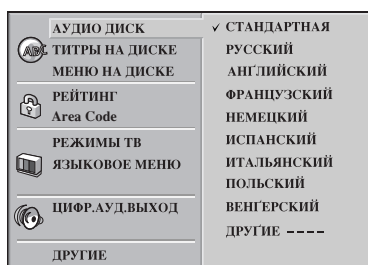 АУДИО ДИСК
ТИТРЫ НА ДИСКЕ
МЕНЮ НА ДИСКЕ
РЕЙТИНГ
Area Code
РЕЖИМЫ ТВ
ЯЗЫКОВОЕ МЕНЮ
ЦИФР.АУД.ВЫХОД
ДРУГИЕ
✓ СТАНДАРТНАЯ
РУССКИЙ
АНГЛИЙСКИЙ
ФРАНЦУЗСКИЙ
НЕМЕЦКИЙ
ИСПАНСКИЙ
ИТАЛЬЯНСКИЙ
ПОЛЬСКИЙ
ВЕНГЕРСКИЙ
ДРУГИЕ ----
ABC